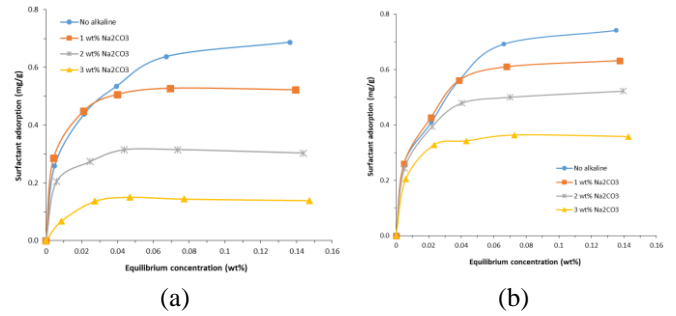 (a)
Surfactant adsorption (mg/g)
0.8
0.6
0.4
0.2
0.0
No alkaline
1 wt% Na2CO3
2 wt% Na2CO3
3 wt% Na2CO3
0 0.02 0.04 0.06 0.08 0.1 0.12 0.14 0.16
Equilibrium concentration (wt%)
(a)
(b)
Surfactant adsorption (mg/g)
0.8
0.6
0.4
0.2
0.0
No alkaline
1 wt% Na2CO3
2 wt% Na2CO3
3 wt% Na2CO3
0 0.02 0.04 0.06 0.08 0.1 0.12 0.14 0.16
Equilibrium concentration (wt%)
(b)